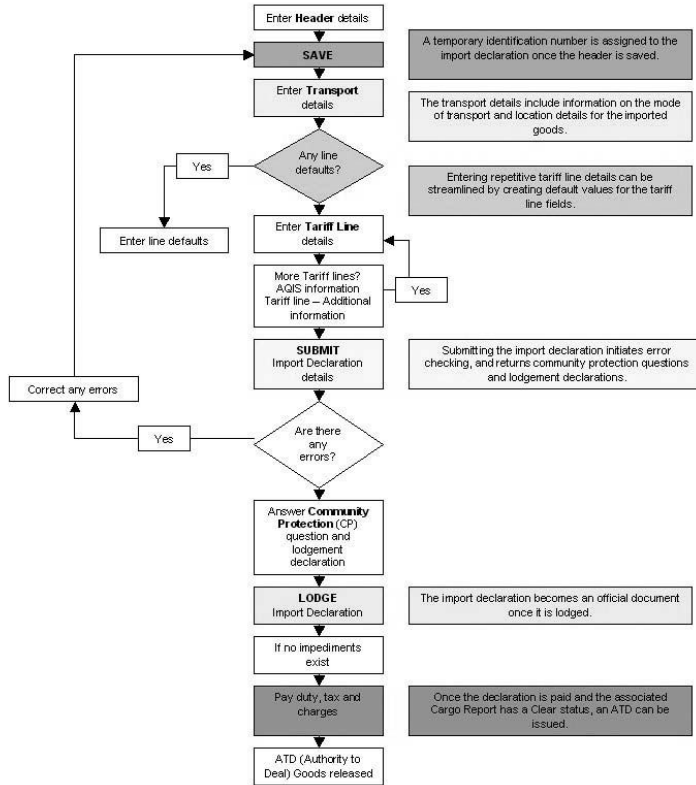 Enter Header details
SAVE
A temporary identification number is assigned to the
import declaration once the header is saved.
Enter Transport
details
The transport details include information on the mode
of transport and location details for the imported
goods.
Any line
defaults?
Yes
Entering repetitive tariff line details can be
streamlined by creating default values for the tariff
line fields.
Enter line defaults
Enter Tariff Line
details
More Tariff lines?
AQIS information
Tariff line – Additional
information
Yes
SUBMIT
Import Declaration
details
Submitting the import declaration initiates error
checking, and returns community protection questions
and lodgement declarations.
Correct any errors
Yes
Are there
any
errors?
Answer Community
Protection (CP)
question and
lodgement
declaration
LODGE
Import Declaration
The import declaration becomes an official document
once it is lodged.
If no impediments
exist
Pay duty, tax and
charges
Once the declaration is paid and the associated
Cargo Report has a Clear status, an ATD can be
issued.
ATD (Authority to
Deal) Goods released